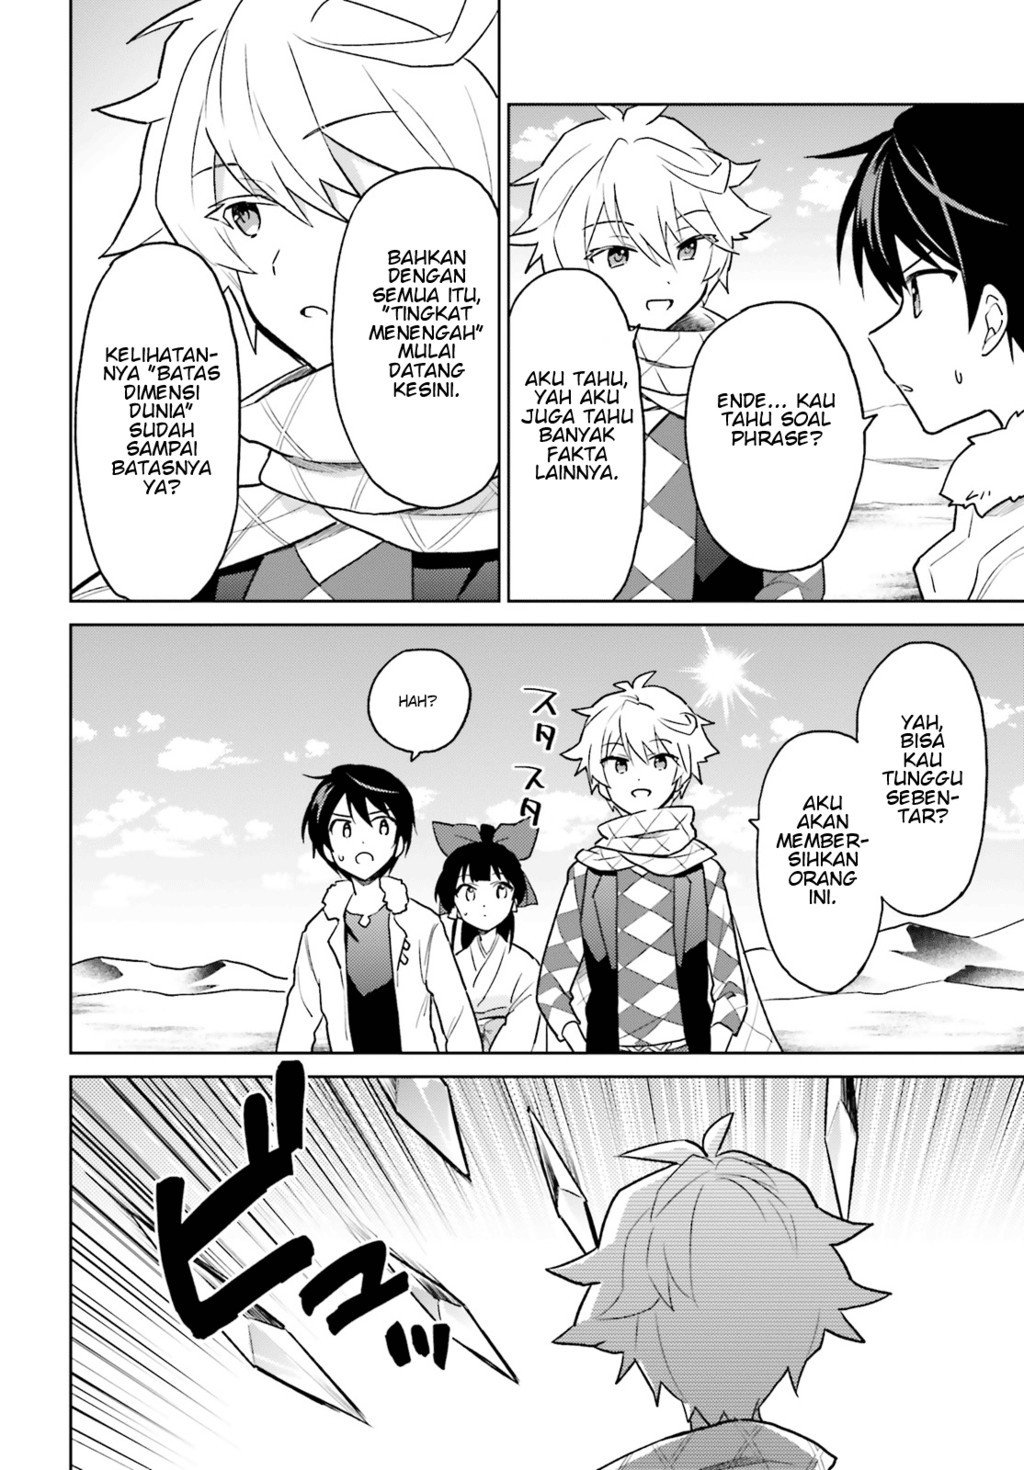 ENDE... KAU
TAHU SOAL
PHRASE?
AKU TAHU,
YAH AKU
JUGA TAHU
BANYAK
FAKTA
LAINNYA.
BAHKAN
DENGAN
SEMUA ITU,
"TINGKAT
MENENGAH"
MULAI
DATANG
KESINI.
KELIHATAN-
NYA "BATAS
DIMENSI
DUNIA"
SUDAH
SAMPAI
BATASNYA
YA?
YAH,
BISA
KAU
TUNGGU
SEBEN-
TAR?
AKU
AKAN
MEMBER-
SIHKAN
ORANG
INI.
スタスタ
HAH?
ビュッ